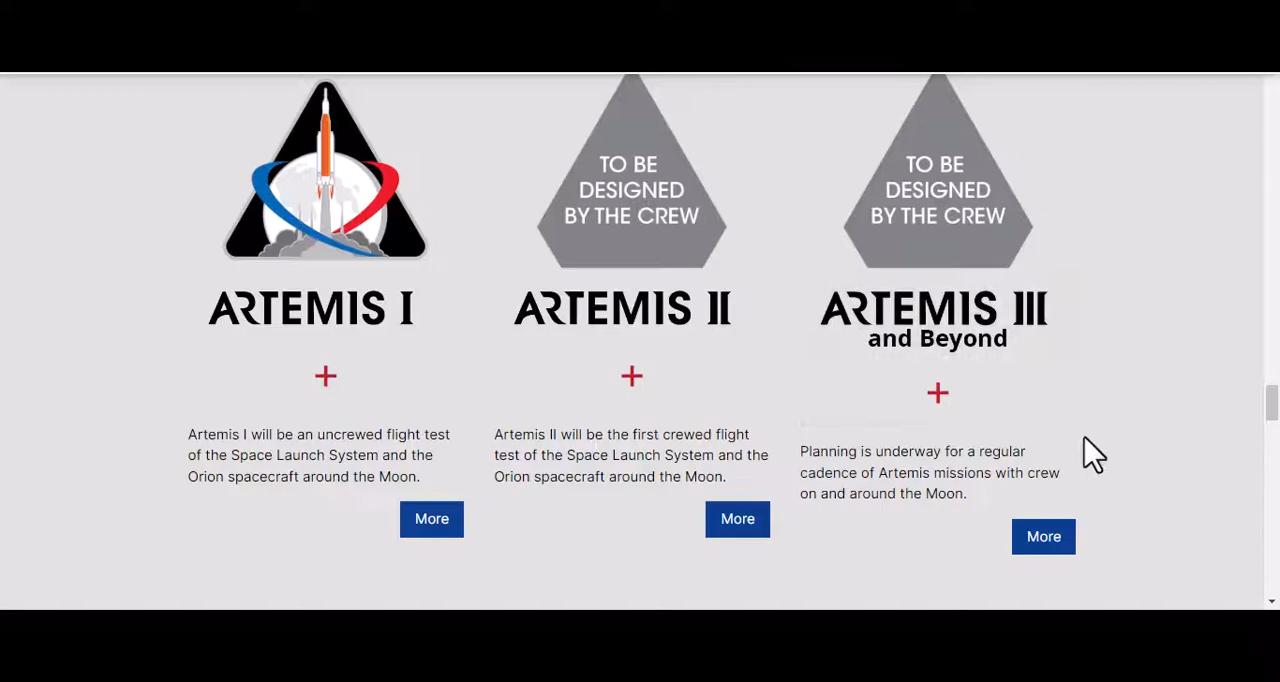 TO BE
DESIGNED
BY THE CREW
TO BE
DESIGNED
BY THE CREW
ARTEMIS I
ARTEMIS II
ARTEMIS III
and Beyond
Artemis I will be an uncrewed flight test
of the Space Launch System and the
Orion spacecraft around the Moon.
More
Artemis II will be the first crewed flight
test of the Space Launch System and the
Orion spacecraft around the Moon.
More
Planning is underway for a regular
cadence of Artemis missions with crew
on and around the Moon.
More